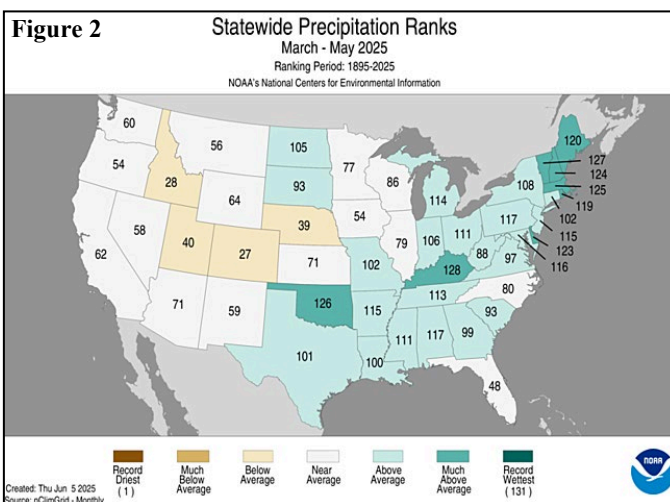 Figure 2
Statewide Precipitation Ranks
March - May 2025
Ranking Period: 1895-2025
NOAA's National Centers for Environmental Information
60
56
105
77
120
54
28
93
86
127
124
125
119
64
108
114
58
39
54
117
102
40
106
111
115
79
123
62
27
71
102
88
97
116
128
71
59
126
113
80
115
93
101
111
117
99
100
48
Record
Driest
(1)
Much
Below
Average
Below
Average
Near
Average
Above
Average
Much
Above
Average
Record
Wettest
(131)
NOAA
Created: Thu Jun 5 2025
Source: nClimGrid - Monthly